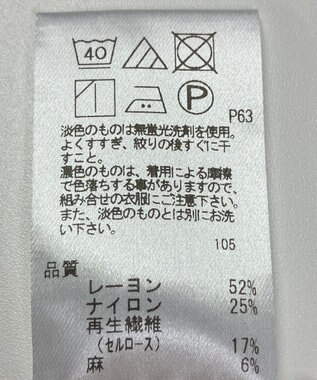 40
P
P63
淡色のものは無蛍光洗剤を使用。
よくすすぎ、絞りの後すぐに干
すこと。
濃色のものは、着用による摩擦
で色落ちする事がありますので、
組み合せの衣服にご注意下さい。
また、淡色のものとは別にお洗
い下さい。
105
品質
レーヨン 52%
ナイロン 25%
再生繊維
(セルロース) 17%
麻 6%